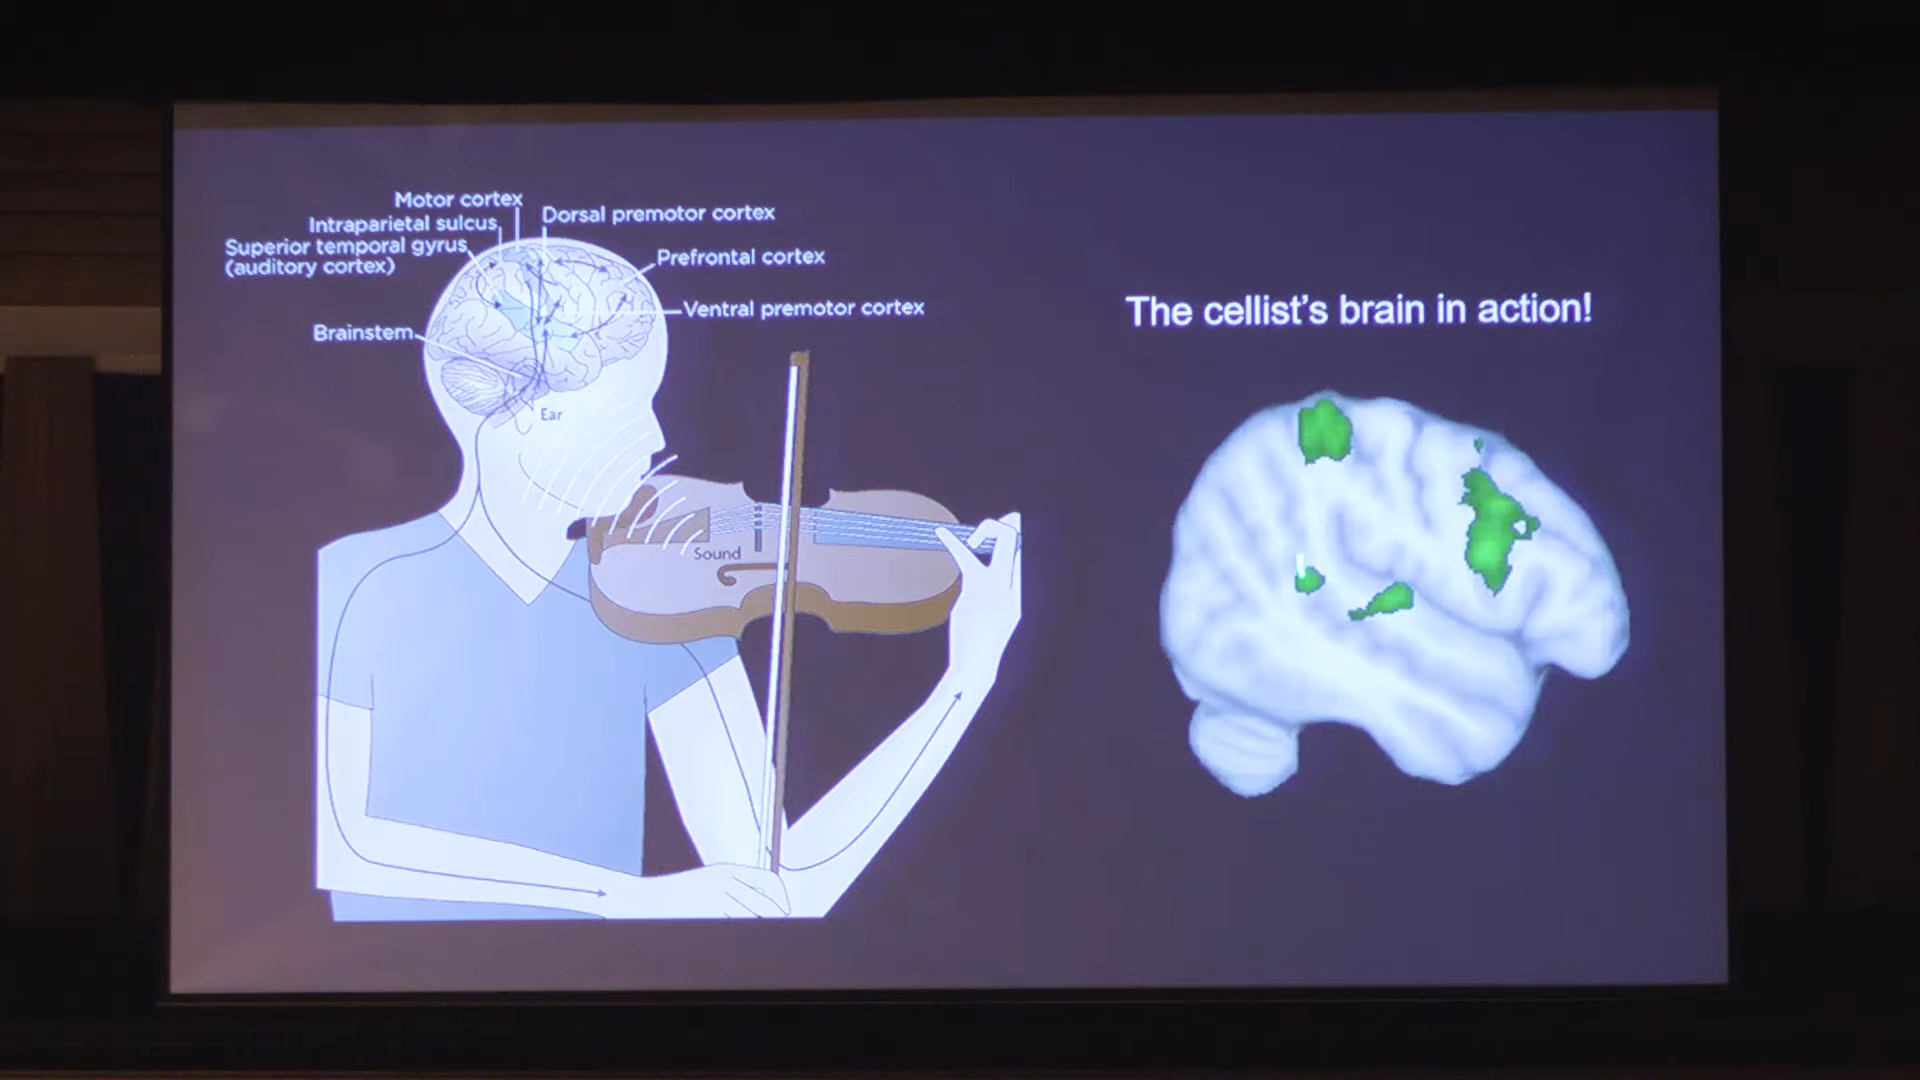 Motor cortex
Intraparietal sulcus
Superior temporal gyrus
(auditory cortex)
Brainstem
Dorsal premotor cortex
Prefrontal cortex
Ventral premotor cortex
Ear
Sound
The cellist's brain in action!